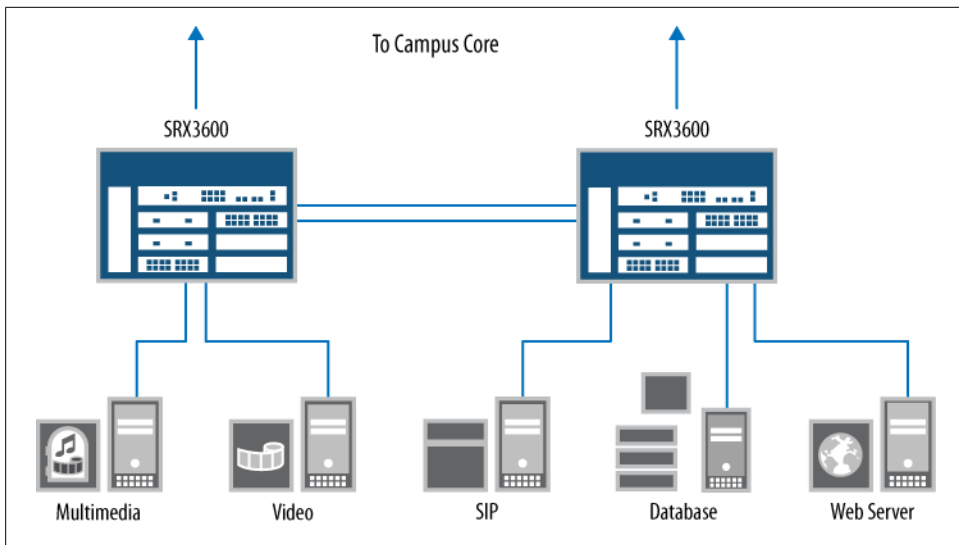 To Campus Core
SRX3600
SRX3600
Multimedia
Video
SIP
Database
Web Server